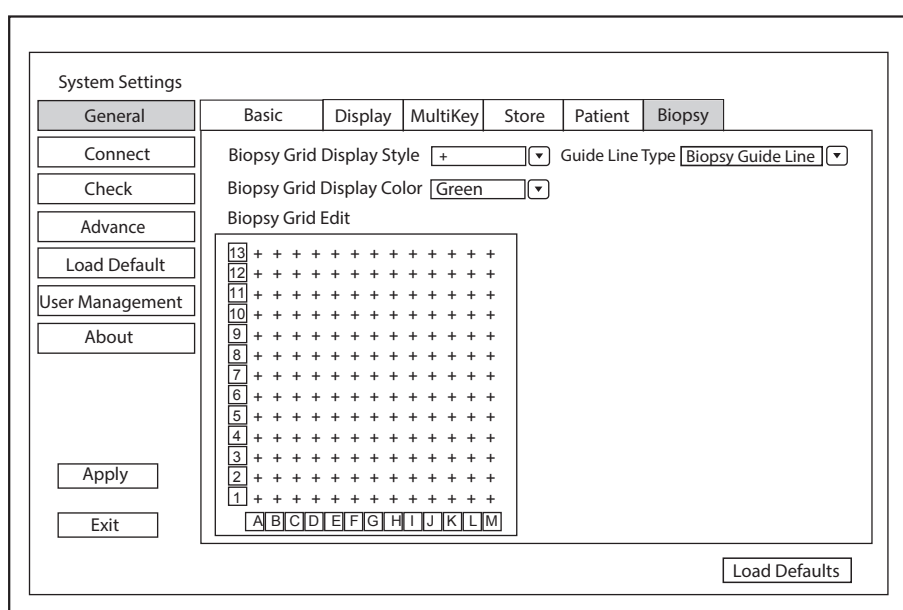 System Settings
General
Connect
Check
Advance
Load Default
User Management
About
Apply
Exit
Basic Display MultiKey Store Patient Biopsy
Biopsy Grid Display Style + Guide Line Type Biopsy Guide Line
Biopsy Grid Display Color Green
Biopsy Grid Edit
13 + + + + + + + + + + + + +
12 + + + + + + + + + + + + +
11 + + + + + + + + + + + + +
10 + + + + + + + + + + + + +
9 + + + + + + + + + + + + +
8 + + + + + + + + + + + + +
7 + + + + + + + + + + + + +
6 + + + + + + + + + + + + +
5 + + + + + + + + + + + + +
4 + + + + + + + + + + + + +
3 + + + + + + + + + + + + +
2 + + + + + + + + + + + + +
1 + + + + + + + + + + + + +
A B C D E F G H I J K L M
Load Defaults